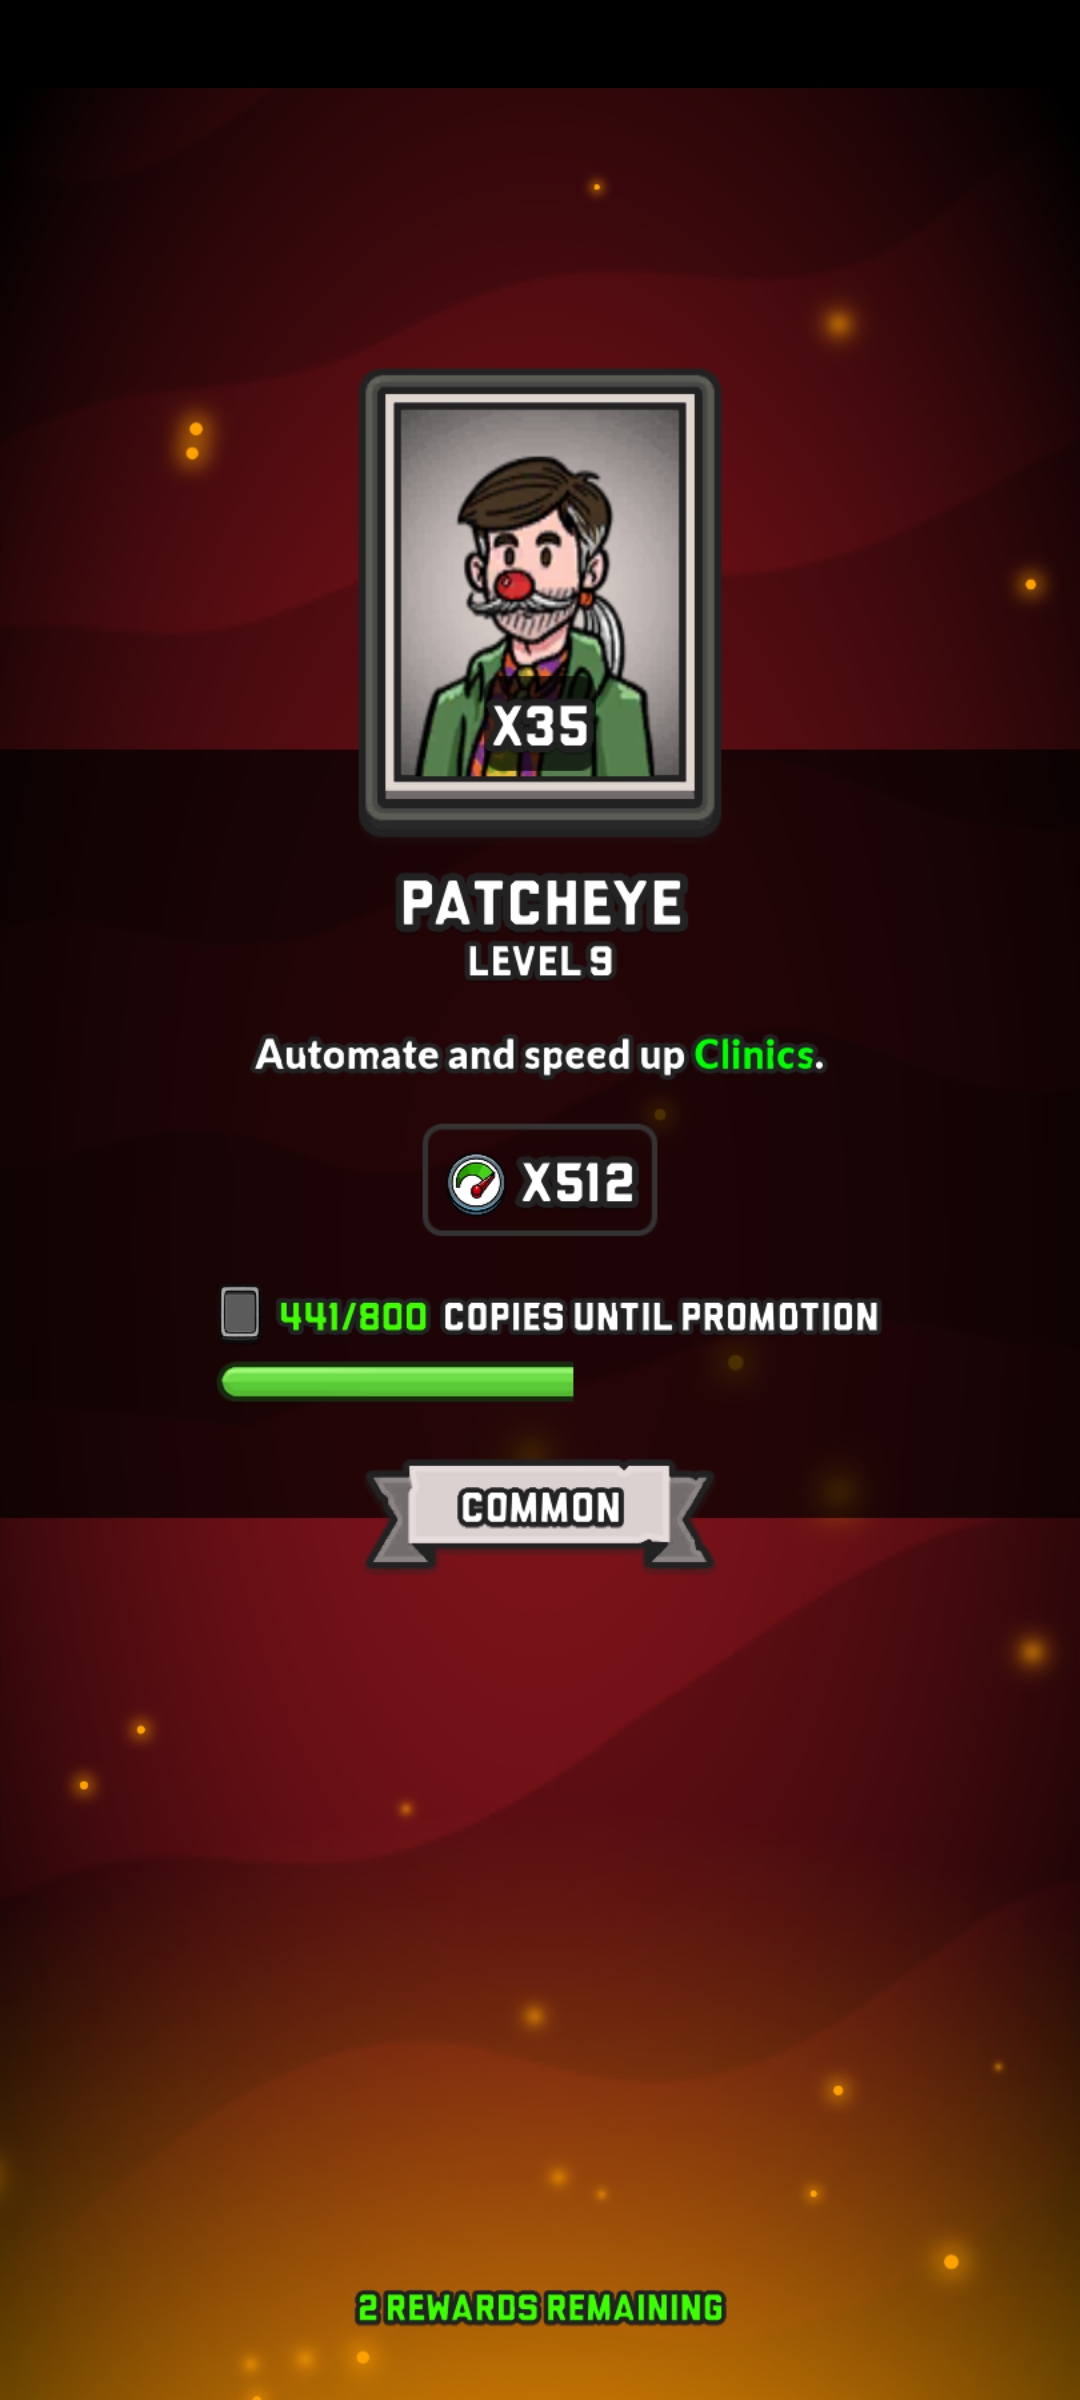 X35
PATCHEYE
LEVEL 9
Automate and speed up Clinics.
X512
441/800 COPIES UNTIL PROMOTION
COMMON
2 REWARDS REMAINING